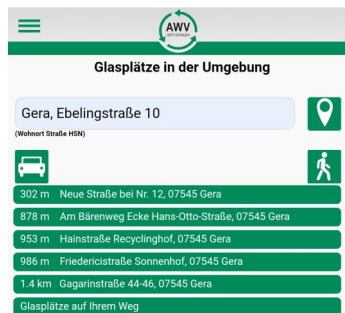 AWV
Glasplätze in der Umgebung
Gera, Ebelingstraße 10
(Wohnort Straße HSN)
302 m Neue Straße bei Nr. 12, 07545 Gera
878 m Am Bärenweg Ecke Hans-Otto-Straße, 07545 Gera
953 m Hainstraße Recyclinghof, 07545 Gera
986 m Friedericistraße Sonnenhof, 07545 Gera
1.4 km Gagarinstraße 44-46, 07545 Gera
Glasplätze auf Ihrem Weg